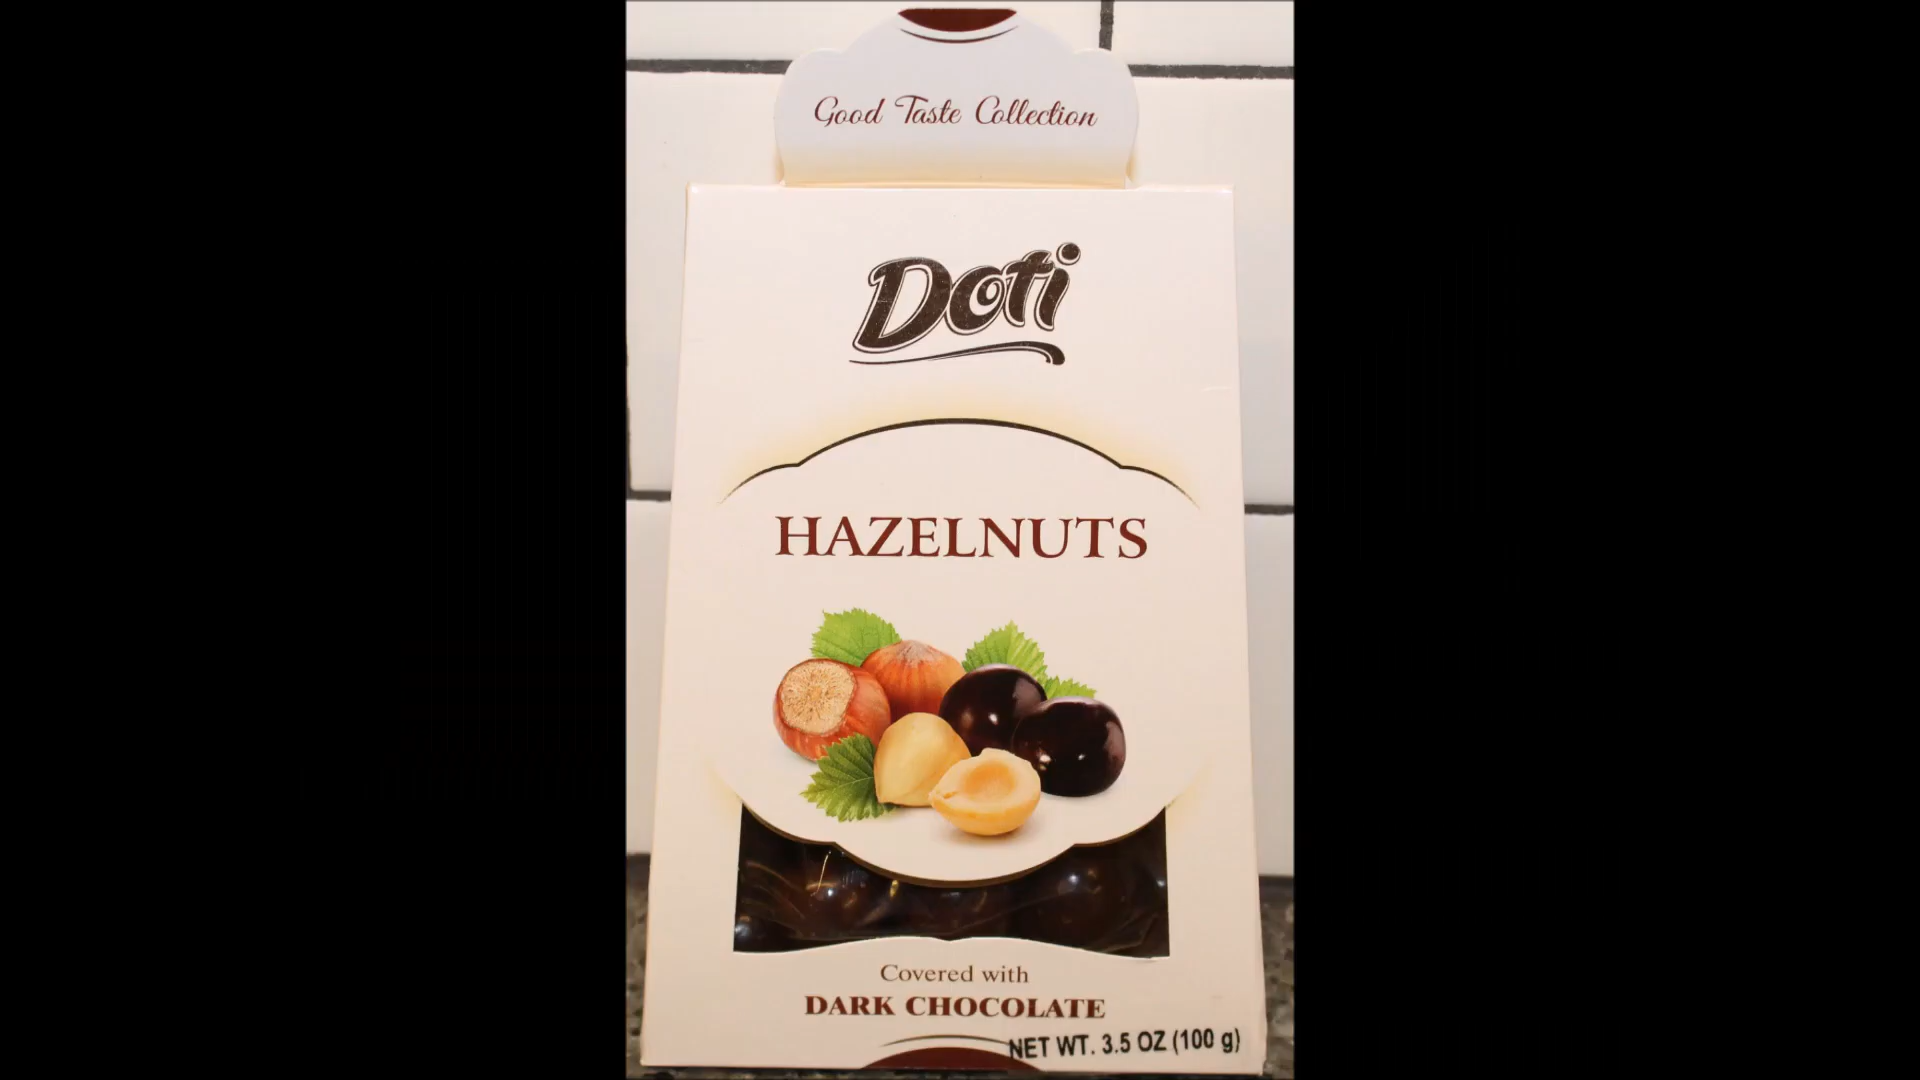 Good Taste Collection
Doti
HAZELNUTS
Covered with
DARK CHOCOLATE
NET WT. 3.5 OZ (100 g)